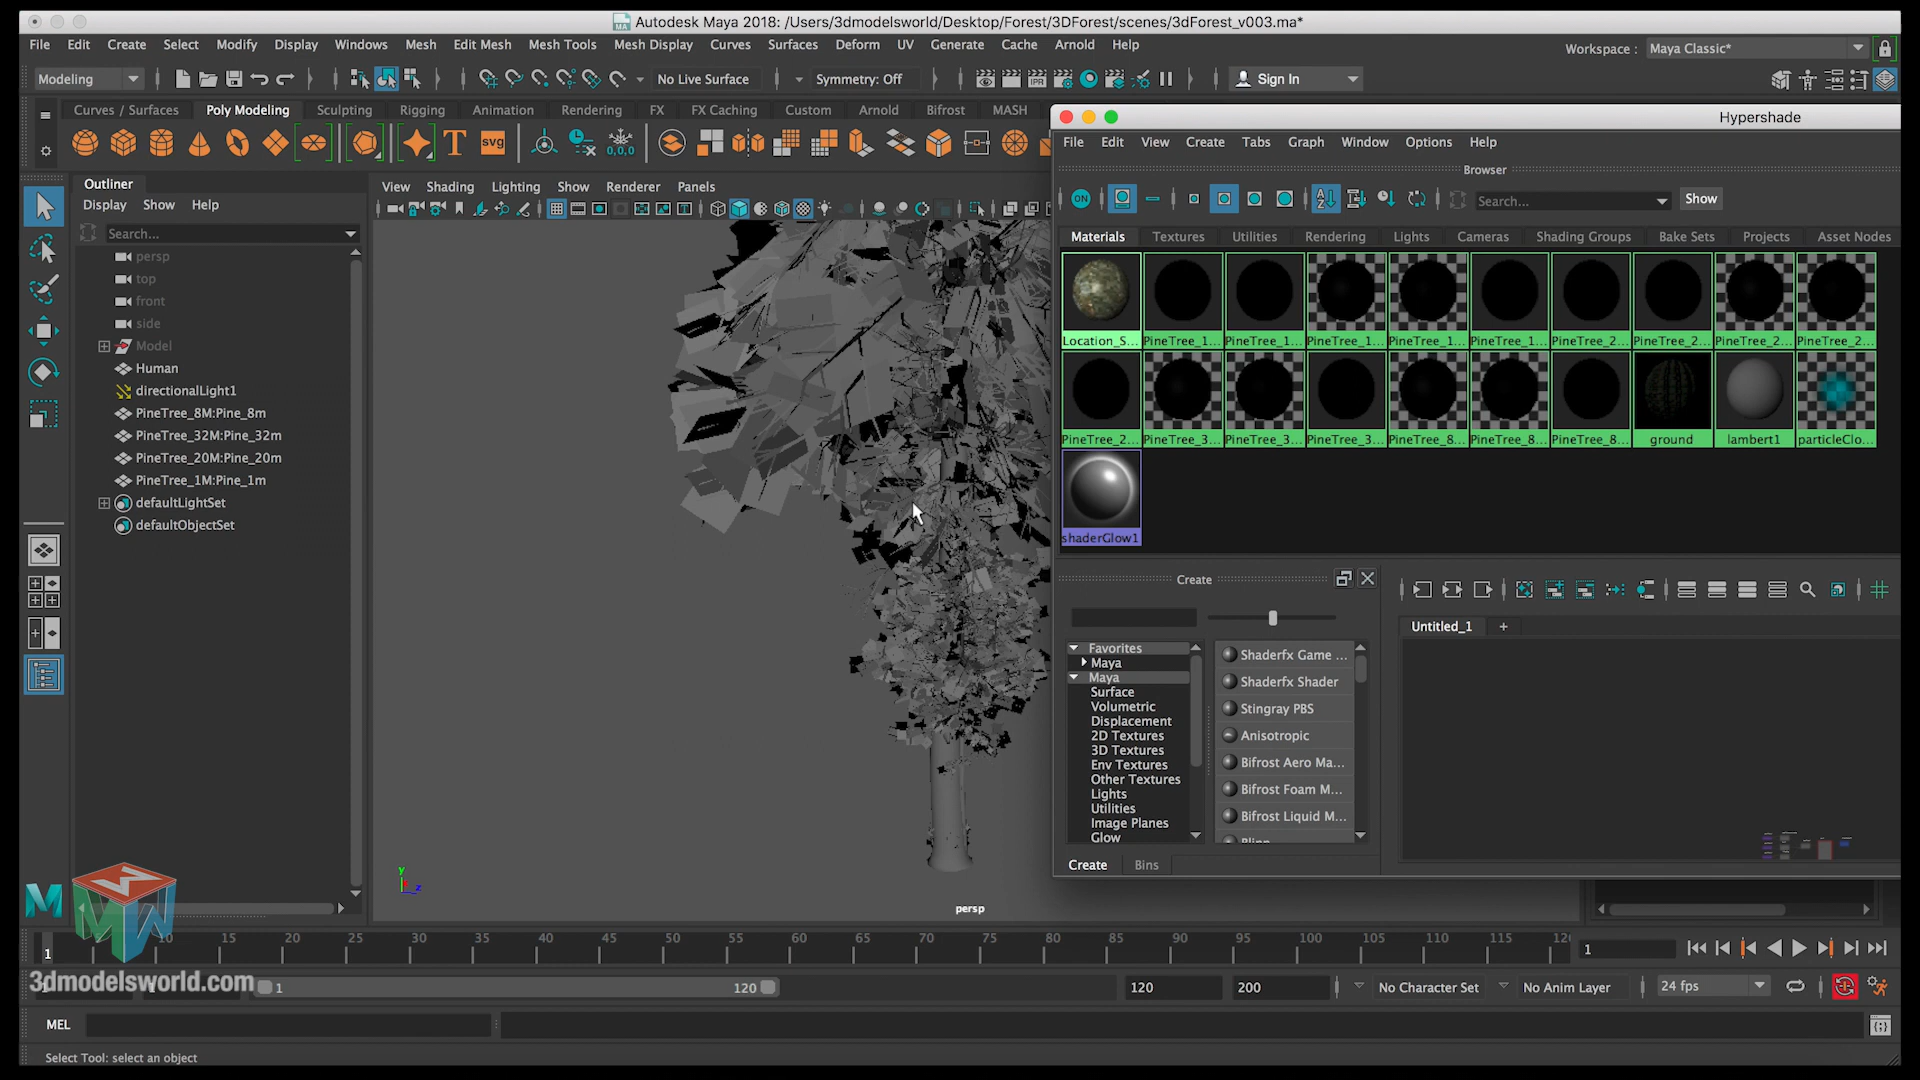 Autodesk Maya 2018: /Users/3dmodelsworld/Desktop/Forest/3DForest/scenes/3dForest_v003.ma*
File Edit Create Select Modify Display Windows Mesh Edit Mesh Mesh Tools Mesh Display Curves Surfaces Deform UV Generate Cache Arnold Help
Workspace : Maya Classic*
Modeling No Live Surface Symmetry: Off Sign In
Curves / Surfaces Poly Modeling Sculpting Rigging Animation Rendering FX FX Caching Custom Arnold Bifrost MASH
T svg 0,0,0
Outliner
Display Show Help
Search...
persp
top
front
side
Model
Human
directionalLight1
PineTree_8M:Pine_8m
PineTree_32M:Pine_32m
PineTree_20M:Pine_20m
PineTree_1M:Pine_1m
defaultLightSet
defaultObjectSet
View Shading Lighting Show Renderer Panels
persp
Hypershade
File Edit View Create Tabs Graph Window Options Help
Browser
ON Search... Show
Materials Textures Utilities Rendering Lights Cameras Shading Groups Bake Sets Projects Asset Nodes
Location_S... PineTree_1... PineTree_1... PineTree_1... PineTree_1... PineTree_1... PineTree_2... PineTree_2... PineTree_2... PineTree_2...
PineTree_2... PineTree_3... PineTree_3... PineTree_3... PineTree_8... PineTree_8... PineTree_8... ground lambert1 particleClo...
shaderGlow1
Create
Favorites
Maya
Maya
Surface
Volumetric
Displacement
2D Textures
3D Textures
Env Textures
Other Textures
Lights
Utilities
Image Planes
Glow
Shaderfx Game ...
Shaderfx Shader
Stingray PBS
Anisotropic
Bifrost Aero Ma...
Bifrost Foam M...
Bifrost Liquid M...
Create Bins
Untitled_1 +
1 10 15 20 25 30 35 40 45 50 55 60 65 70 75 80 85 90 95 100 105 110 115 1
3dmodelsworld.com
1 120 120 200 No Character Set No Anim Layer 24 fps
MEL
Select Tool: select an object